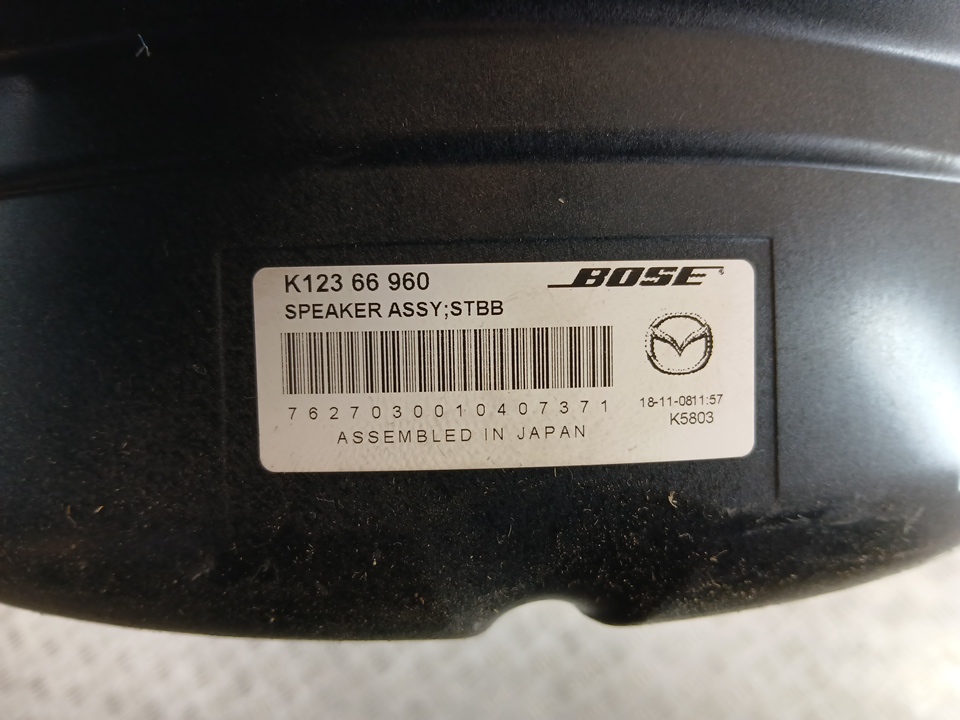 K123 66 960
BOSE
SPEAKER ASSY;STBB
7627030010407371
18-11-0811:57
K5803
ASSEMBLED IN JAPAN